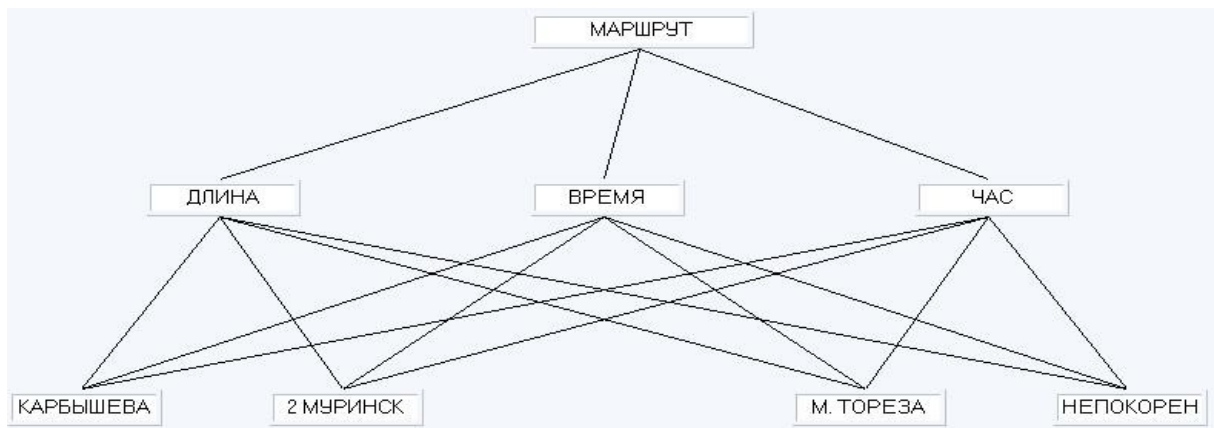 МАРШРУТ
ДЛИНА
ВРЕМЯ
ЧАС
КАРБЫШЕВА
2 МУРИНСК
М. ТОРЕЗА
НЕПОКОРЕН